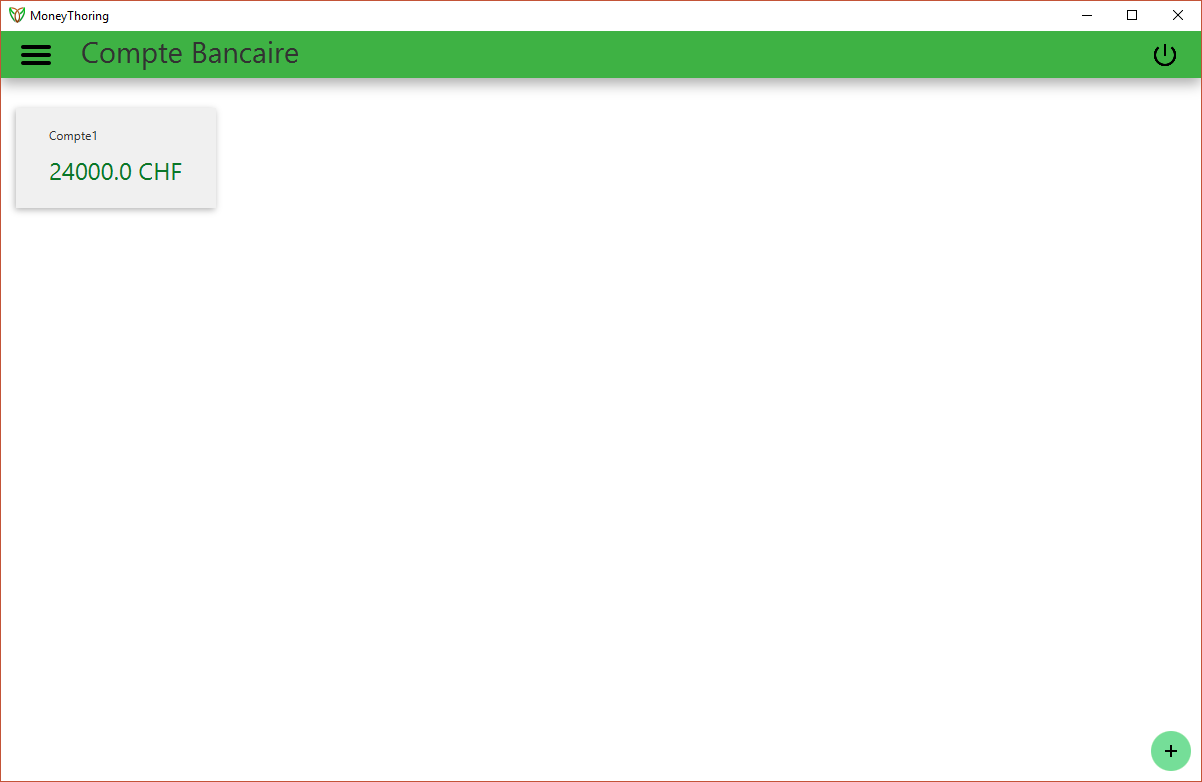 MoneyThoring
Compte Bancaire
Compte1
24000.0 CHF
+